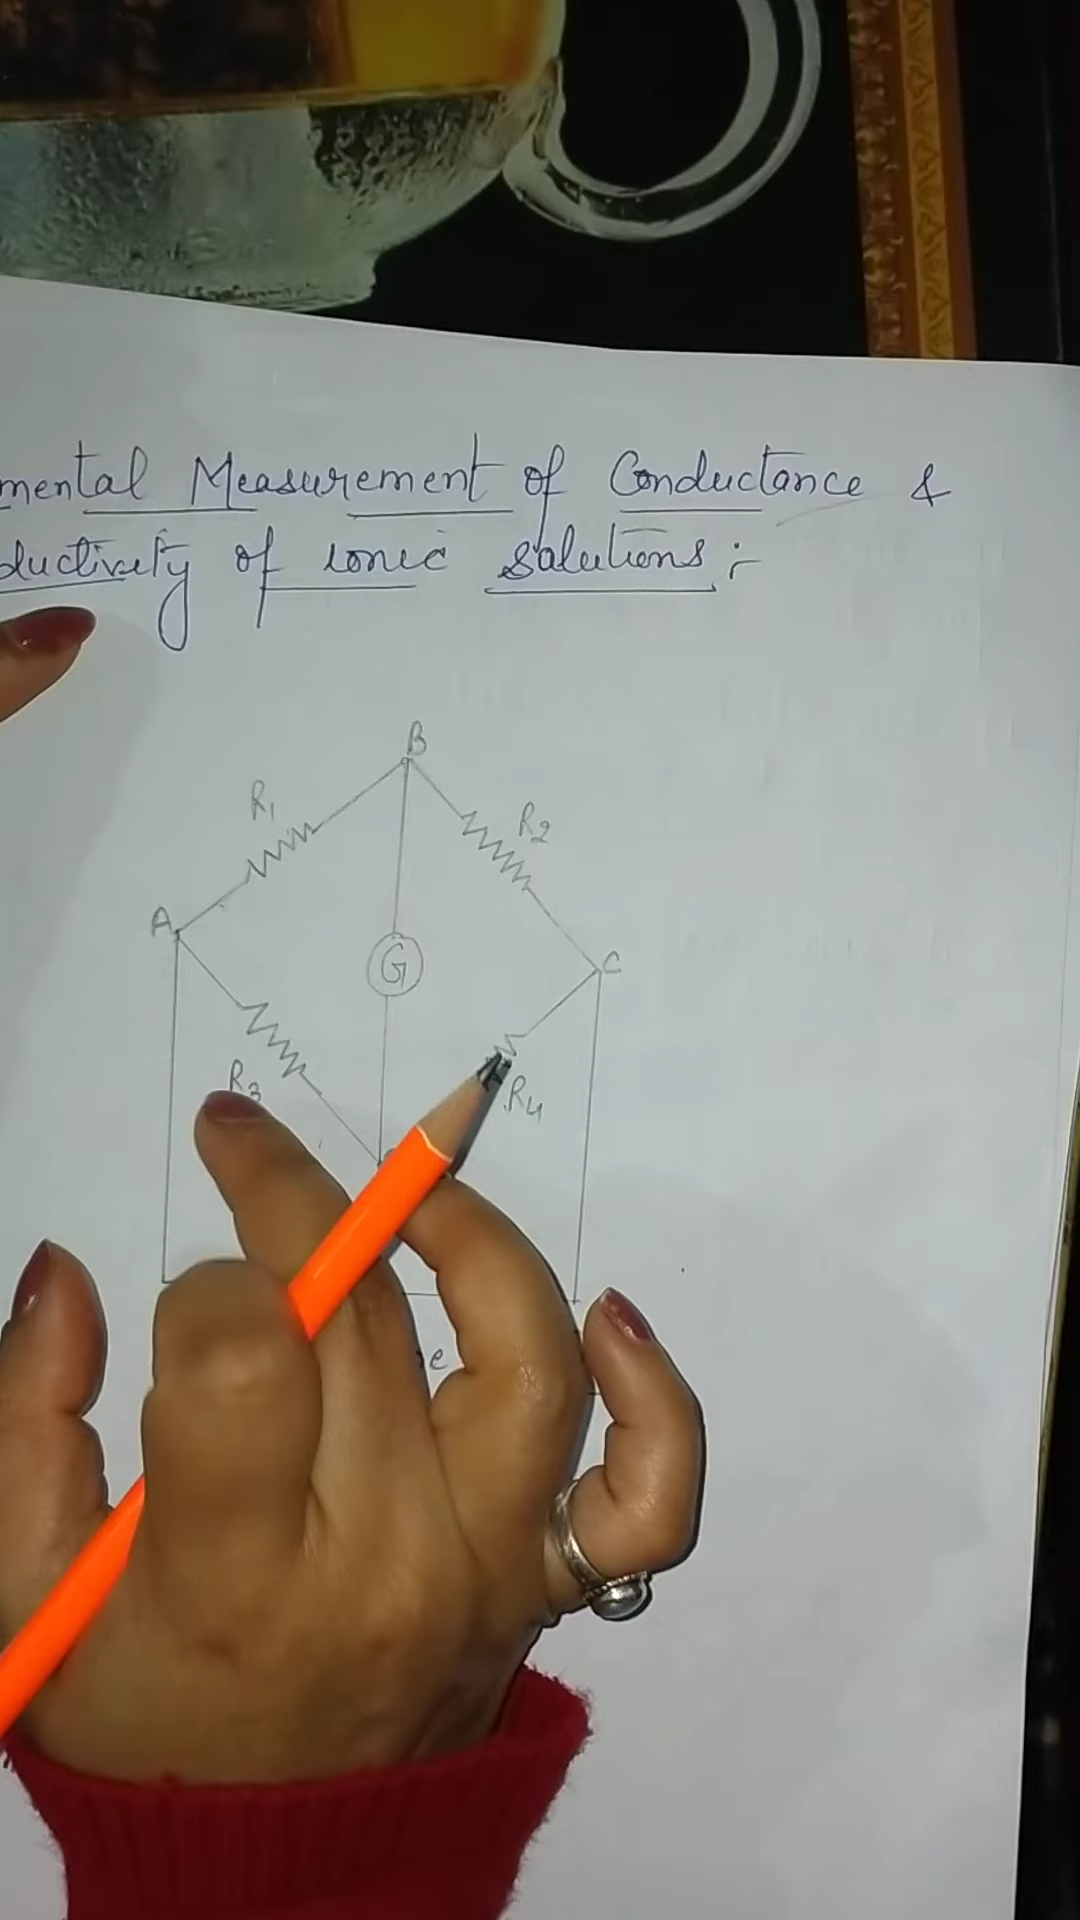 mental Measurement of Conductance &
ductivity of ionic Solutions :-
B
R1
R2
A
G
C
R3
R4